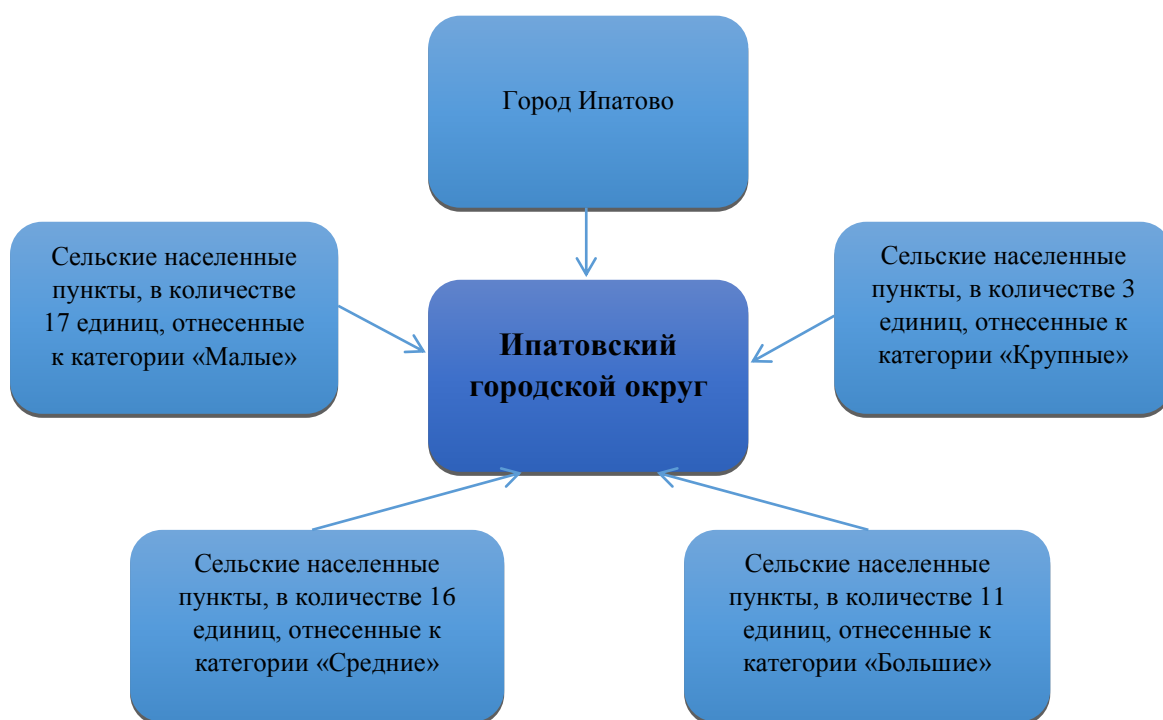 Город Ипатово
Сельские населенные
пункты, в количестве
17 единиц, отнесенные
к категории «Малые»
Ипатовский
городской округ
Сельские населенные
пункты, в количестве 3
единиц, отнесенные к
категории «Крупные»
Сельские населенные
пункты, в количестве 16
единиц, отнесенные к
категории «Средние»
Сельские населенные
пункты, в количестве 11
единиц, отнесенные к
категории «Большие»